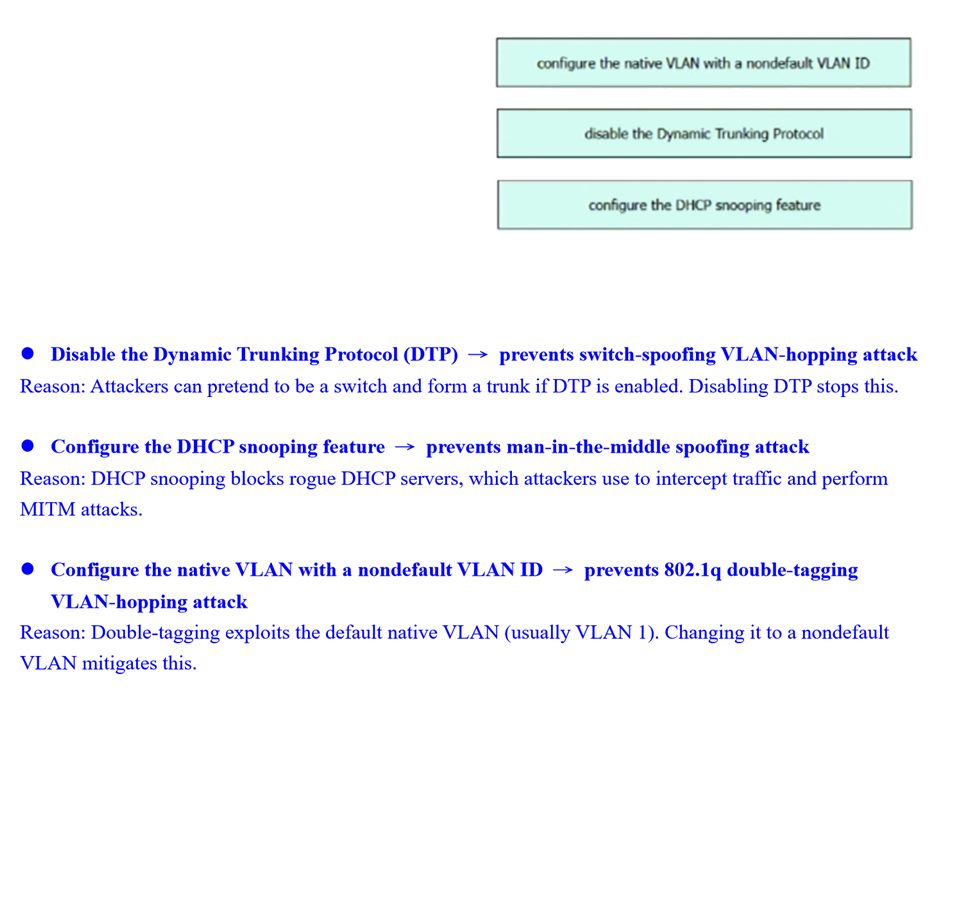 configure the native VLAN with a nondefault VLAN ID
disable the Dynamic Trunking Protocol
configure the DHCP snooping feature
● Disable the Dynamic Trunking Protocol (DTP) → prevents switch-spoofing VLAN-hopping attack
Reason: Attackers can pretend to be a switch and form a trunk if DTP is enabled. Disabling DTP stops this.
● Configure the DHCP snooping feature → prevents man-in-the-middle spoofing attack
Reason: DHCP snooping blocks rogue DHCP servers, which attackers use to intercept traffic and perform
MITM attacks.
● Configure the native VLAN with a nondefault VLAN ID → prevents 802.1q double-tagging
VLAN-hopping attack
Reason: Double-tagging exploits the default native VLAN (usually VLAN 1). Changing it to a nondefault
VLAN mitigates this.